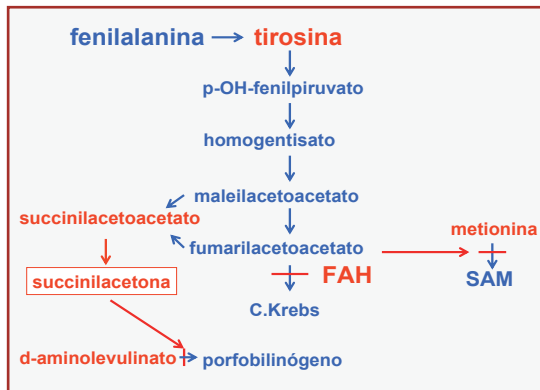 fenilalanina tirosina
p-OH-fenilpiruvato
homogentisato
maleilacetoacetato
succinilacetoacetato
fumarilacetoacetato
metionina
FAH
SAM
succinilacetona
C.Krebs
d-aminolevulinato porfobilinógeno